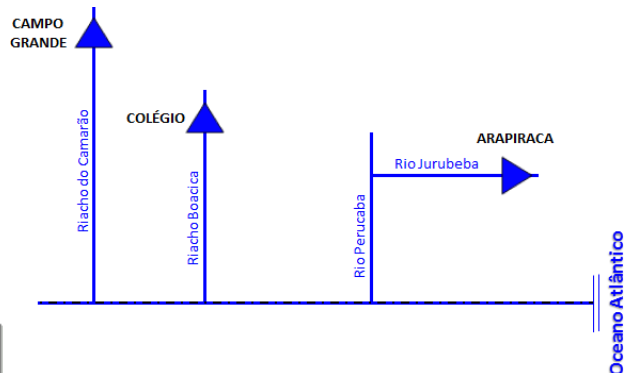 CAMPO
GRANDE
COLÉGIO
ARAPIRACA
Riacho do Camarão
Riacho Boacica
Rio Perucaba
Rio Jurubeba
Oceano Atlântico